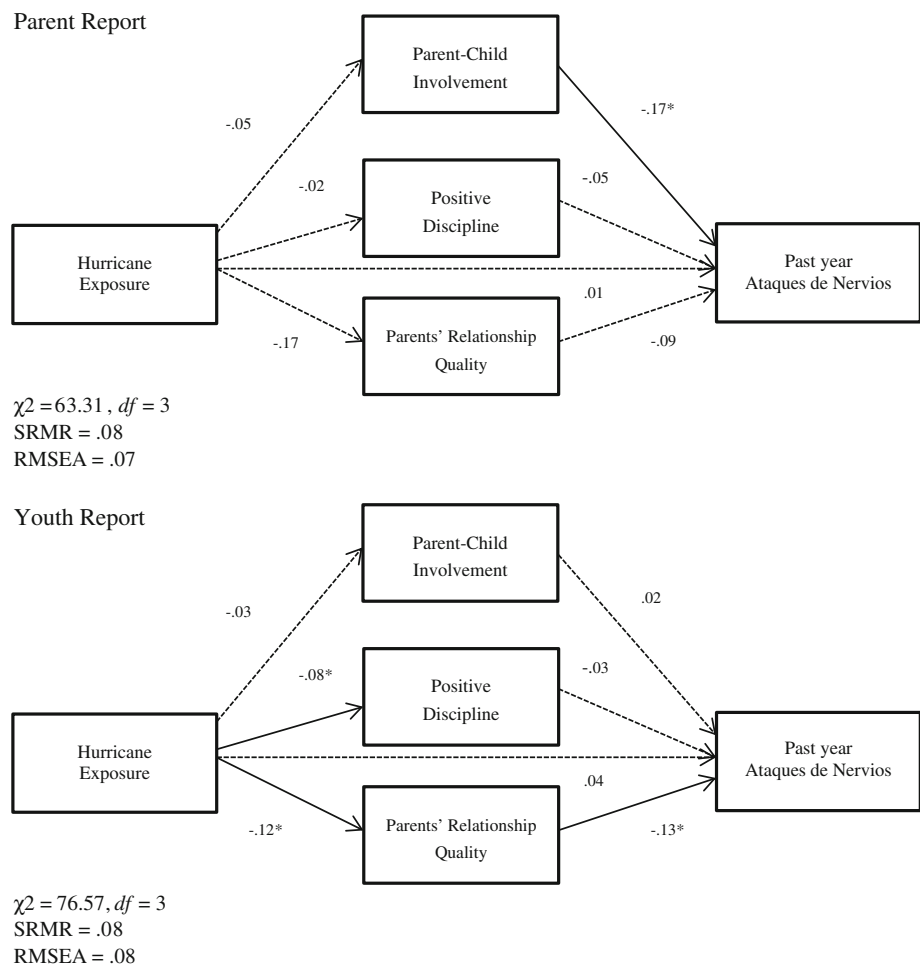 Parent Report
Parent-Child
Involvement
-.05
-.17*
-.02
Positive
Discipline
-.05
Hurricane
Exposure
Past year
Ataques de Nervios
.01
-.17
Parents’ Relationship
Quality
-.09
χ2 = 63.31, df = 3
SRMR = .08
RMSEA = .07
Youth Report
Parent-Child
Involvement
-.03
.02
-.08*
Positive
Discipline
-.03
Hurricane
Exposure
Past year
Ataques de Nervios
.04
-.12*
Parents’ Relationship
Quality
-.13*
χ2 = 76.57, df = 3
SRMR = .08
RMSEA = .08